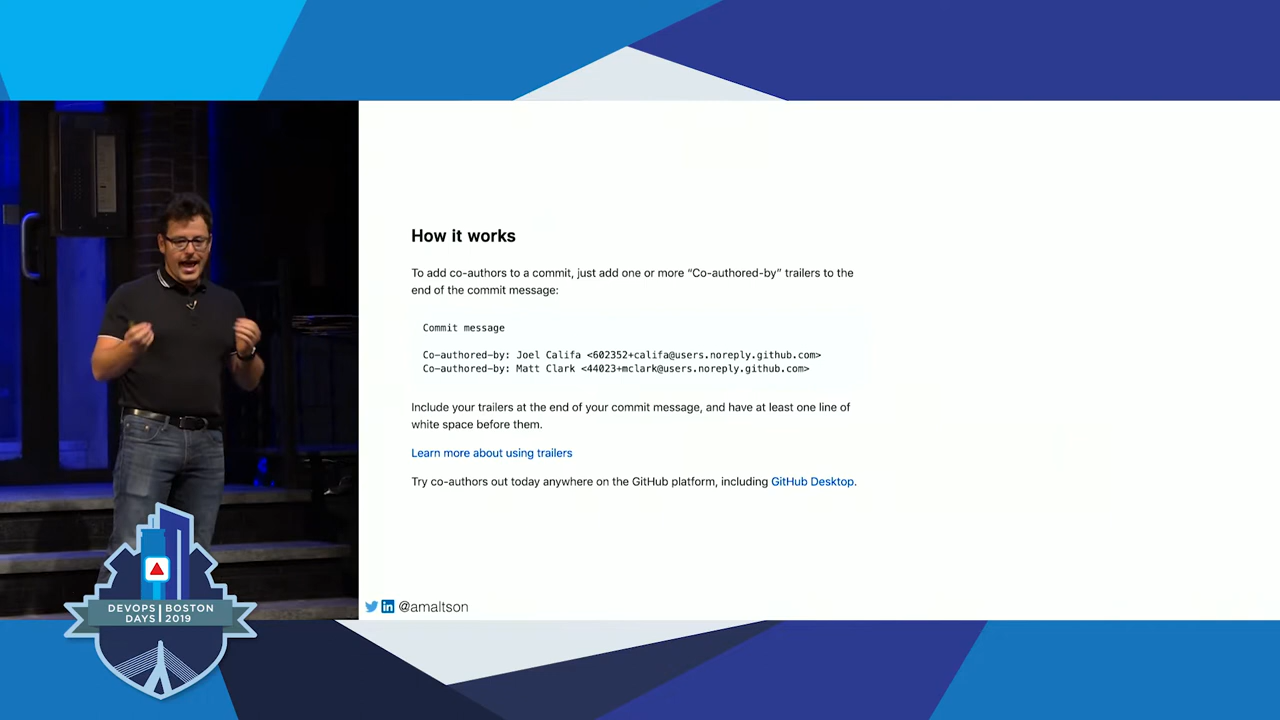 How it works
To add co-authors to a commit, just add one or more “Co-authored-by” trailers to the
end of the commit message:
Commit message
Co-authored-by: Joel Califa <602352+califa@users.noreply.github.com>
Co-authored-by: Matt Clark <44023+mclark@users.noreply.github.com>
Include your trailers at the end of your commit message, and have at least one line of
white space before them.
Learn more about using trailers
Try co-authors out today anywhere on the GitHub platform, including GitHub Desktop.
@amaltson
DEVOPS BOSTON
DAYS 2019